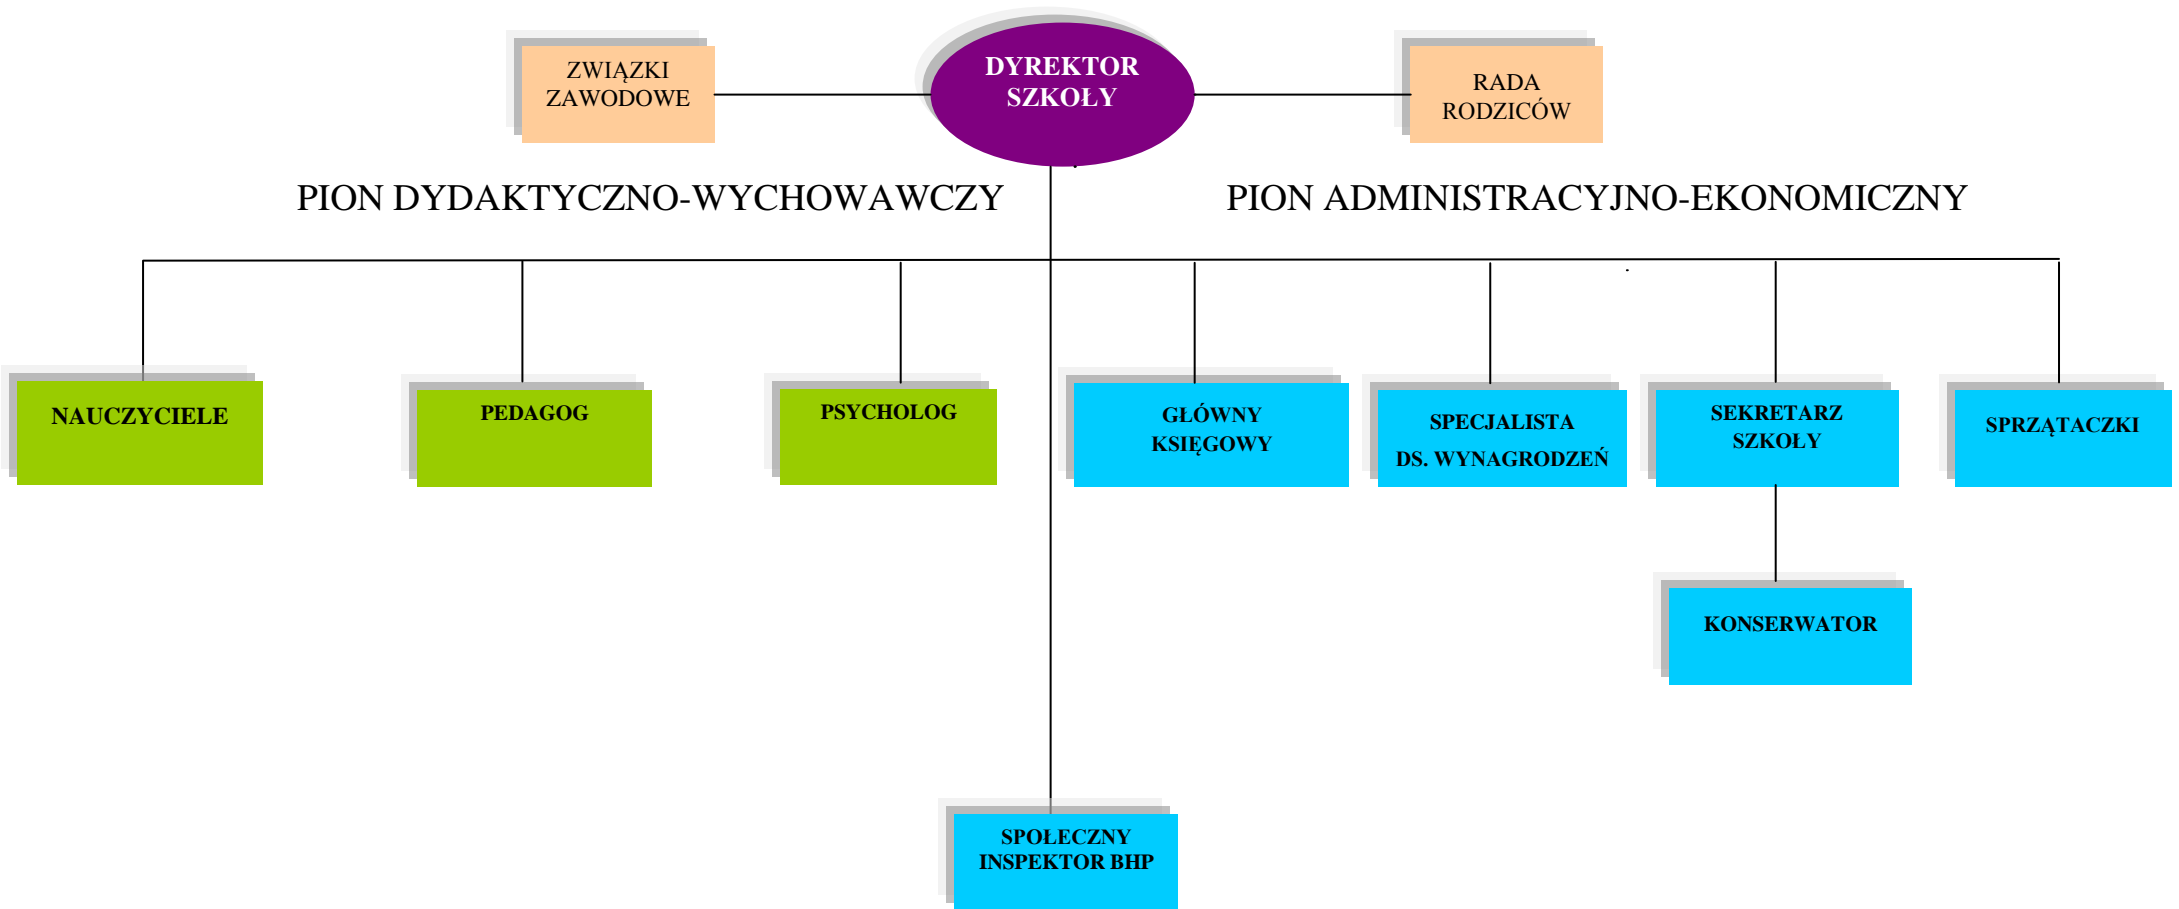 ZWIĄZKI
ZAWODOWE
DYREKTOR
SZKOŁY
RADA
RODZICÓW
PION DYDAKTYCZNO-WYCHOWAWCZY
PION ADMINISTRACYJNO-EKONOMICZNY
NAUCZYCIELE
PEDAGOG
PSYCHOLOG
GŁÓWNY
KSIĘGOWY
SPECJALISTA
DS. WYNAGRODZEŃ
SEKRETARZ
SZKOŁY
SPRZĄTACZKI
KONSERWATOR
SPOŁECZNY
INSPEKTOR BHP